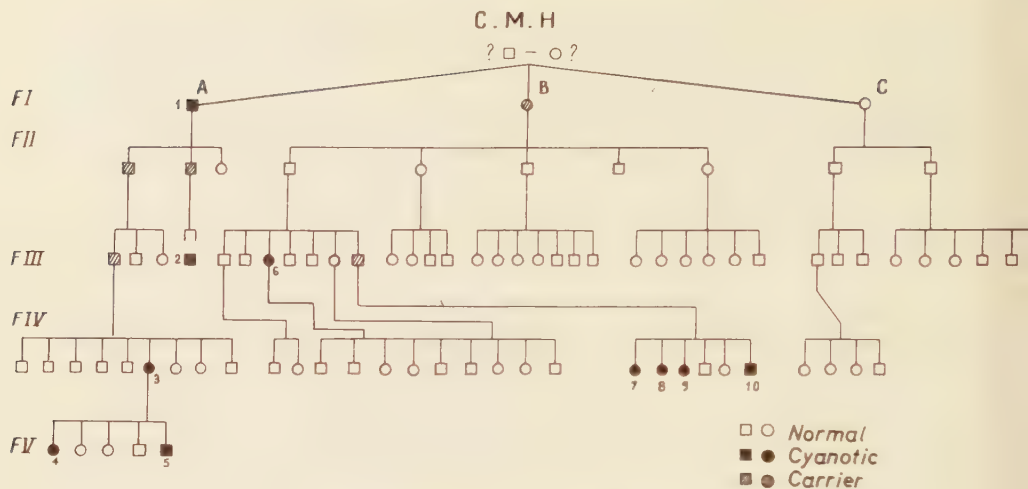 C.M.H
? - ?
A B C
FI 1
FII
FIII 2 6
FIV
3 7 8 9 10
FV 4 5
Normal
Cyanotic
Carrier